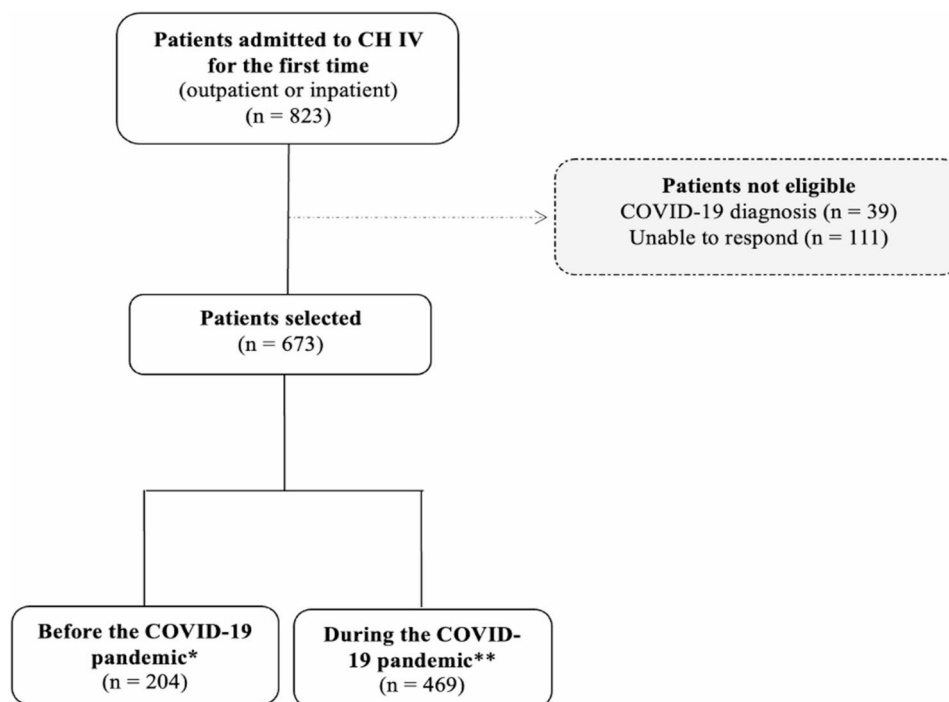 Patients admitted to CH IV
for the first time
(outpatient or inpatient)
(n = 823)
Patients not eligible
COVID-19 diagnosis (n = 39)
Unable to respond (n = 111)
Patients selected
(n = 673)
Before the COVID-19
pandemic*
(n = 204)
During the COVID-
19 pandemic**
(n = 469)